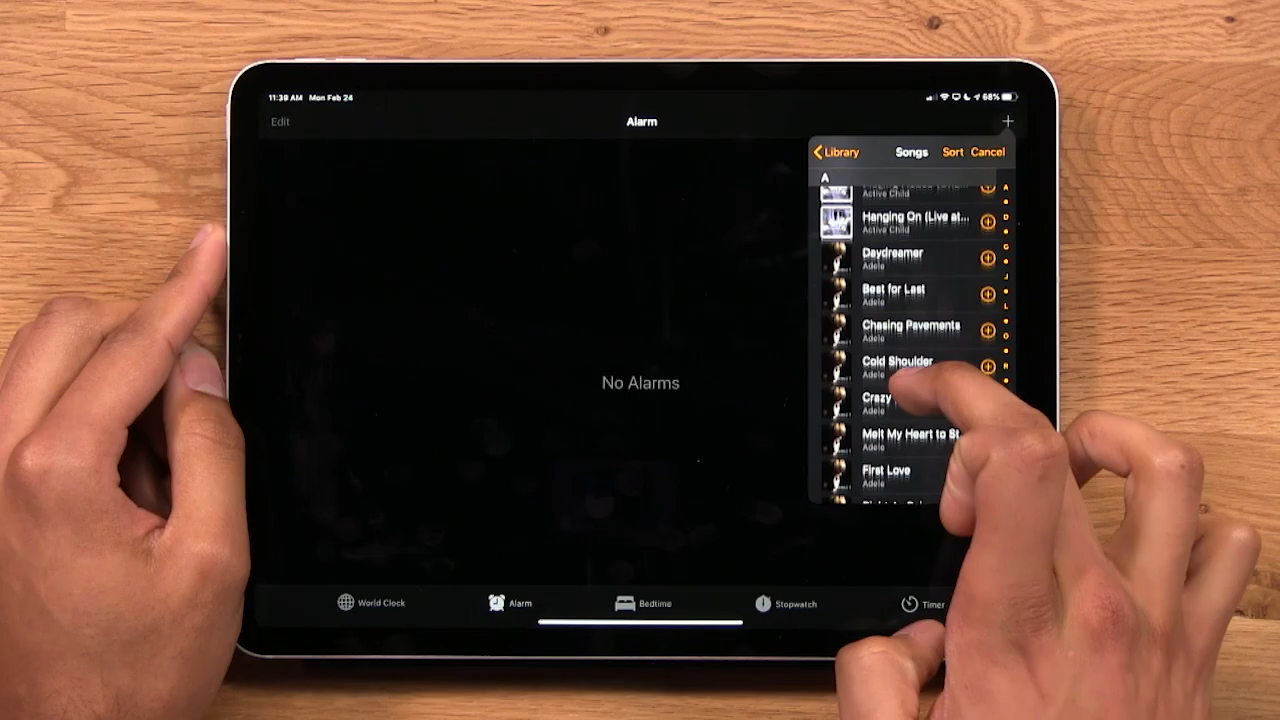 11:39 AM Mon Feb 24
68%
Edit
Alarm
Library
Songs
Sort
Cancel
A
Active Child
Hanging On (Live at...
Active Child
Daydreamer
Adele
Best for Last
Adele
Chasing Pavements
Adele
Cold Shoulder
Adele
Crazy
Adele
Melt My Heart to St
Adele
First Love
Adele
A
D
G
J
L
O
R
No Alarms
World Clock
Alarm
Bedtime
Stopwatch
Timer